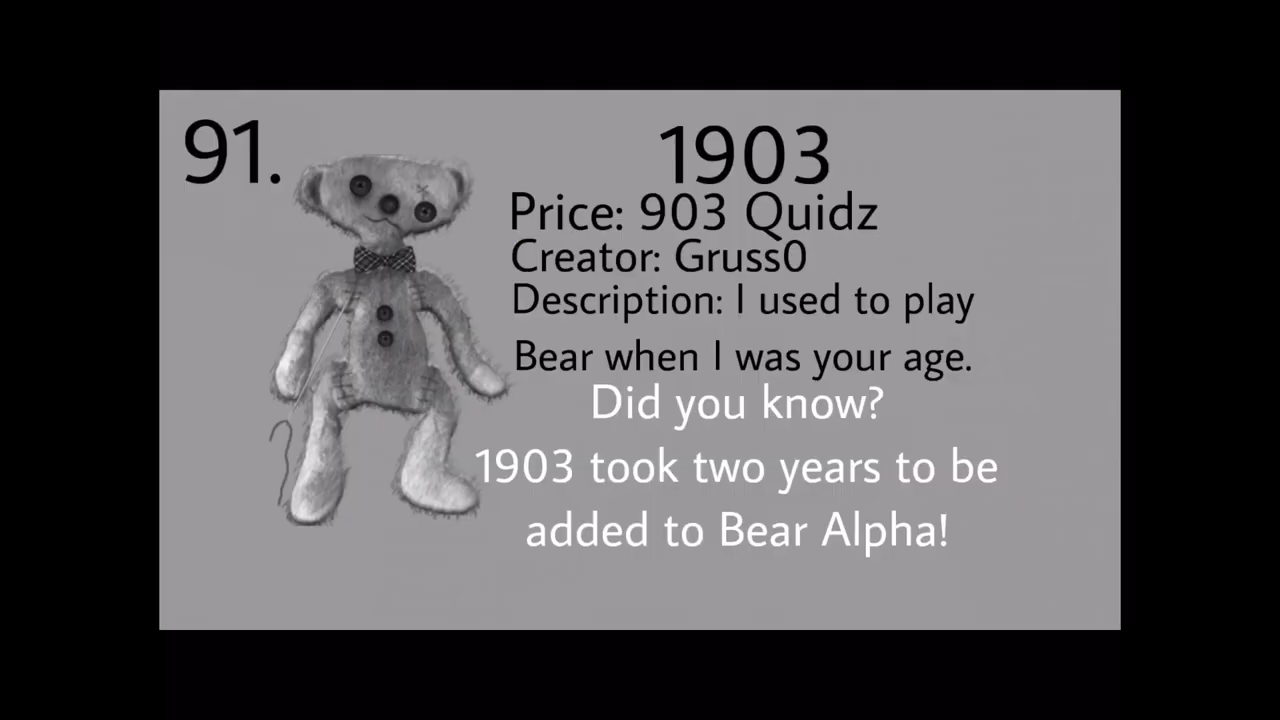 91.
1903
Price: 903 Quidz
Creator: Gruss0
Description: I used to play
Bear when I was your age.
Did you know?
1903 took two years to be
added to Bear Alpha!